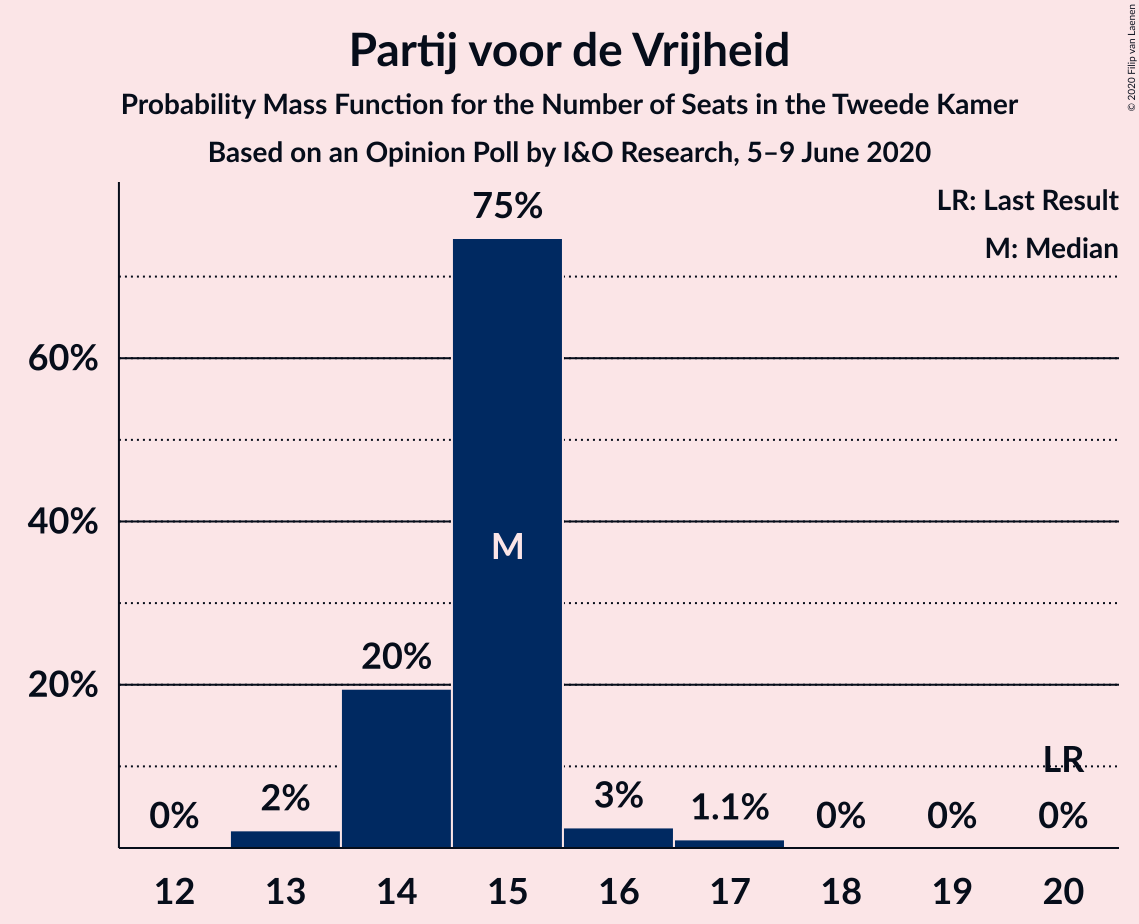 Partij voor de Vrijheid
Probability Mass Function for the Number of Seats in the Tweede Kamer
Based on an Opinion Poll by I&O Research, 5–9 June 2020
© 2020 Filip van Laenen
LR: Last Result
M: Median
75%
60%
40%
M
20%
20%
LR
0%
2%
3%
1.1%
0%
0%
0%
12 13 14 15 16 17 18 19 20